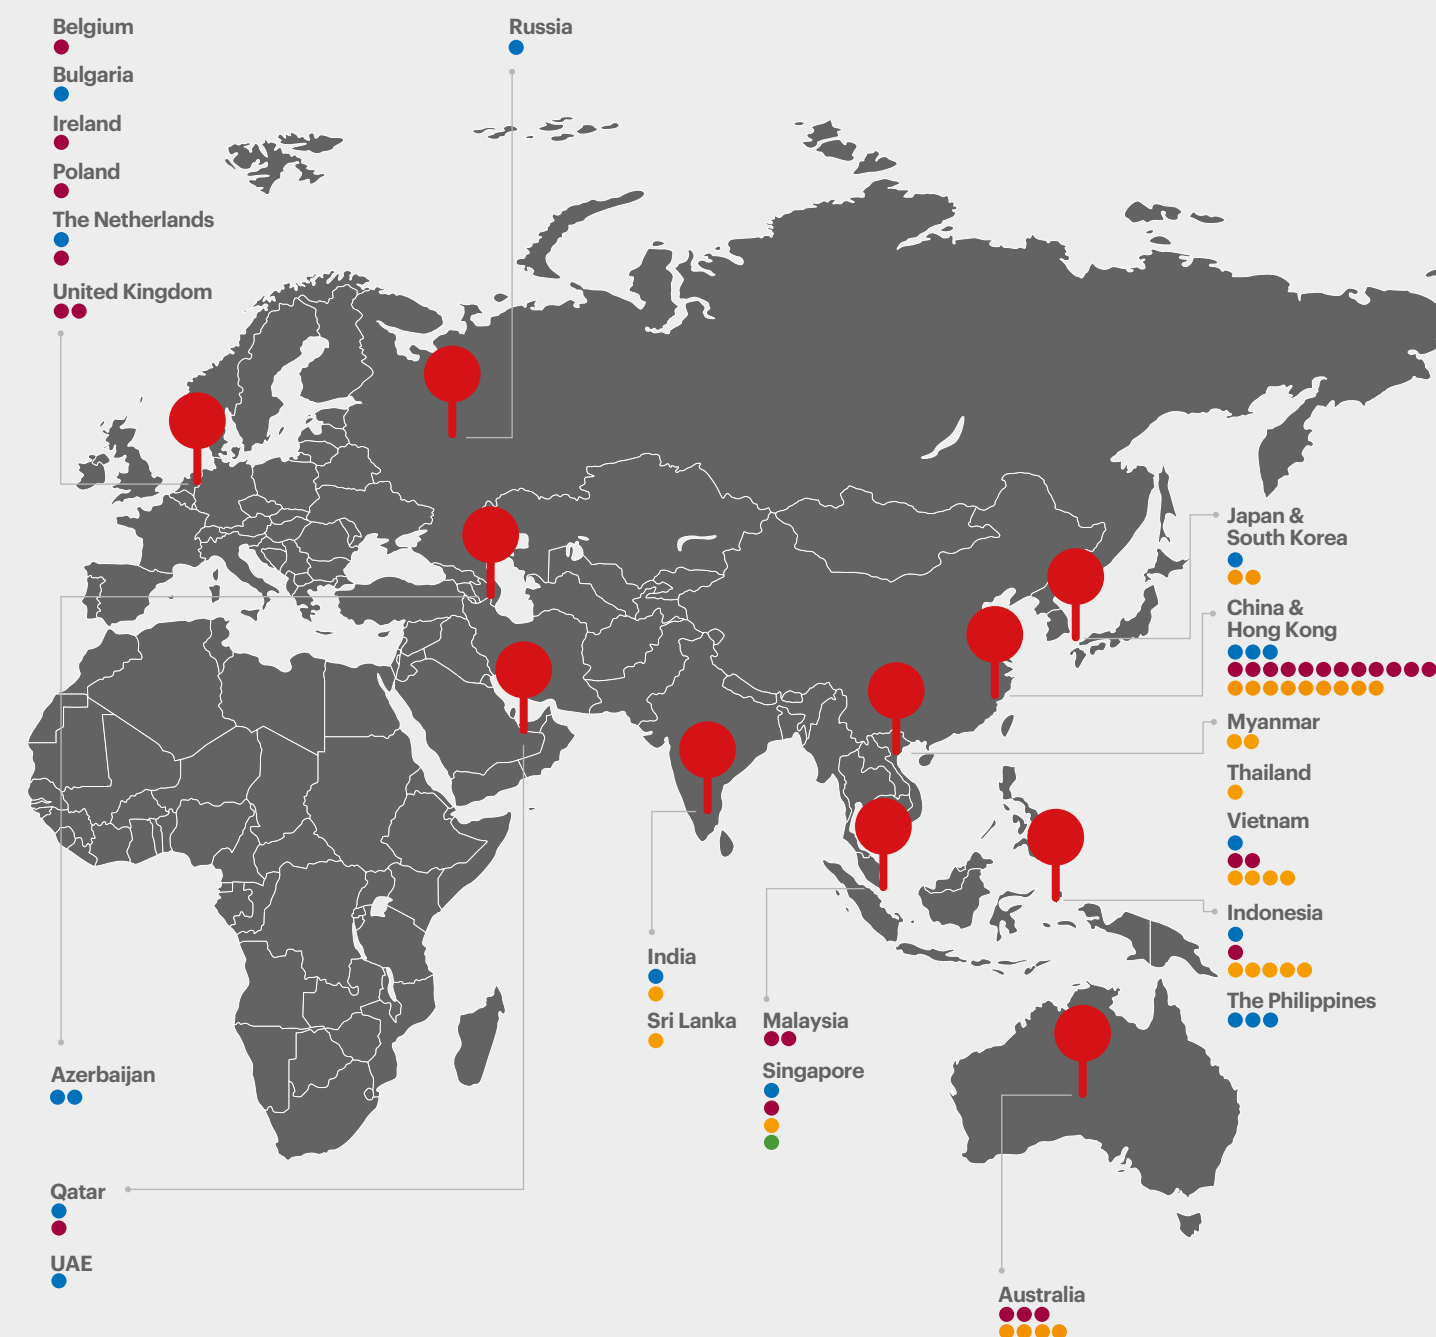 Belgium
Bulgaria
Ireland
Poland
The Netherlands
United Kingdom
Russia
Japan &
South Korea
China &
Hong Kong
Myanmar
Thailand
Vietnam
Indonesia
The Philippines
India
Sri Lanka
Malaysia
Singapore
Azerbaijan
Qatar
UAE
Australia